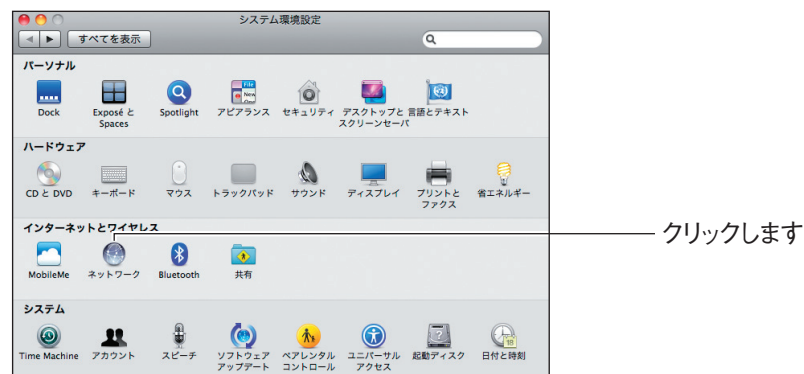 システム環境設定
すべてを表示
パーソナル
Dock
Exposé と
Spaces
Spotlight
File
New
アピアランス
セキュリティ
デスクトップと
スクリーンセーバ
言語とテキスト
ハードウェア
CD と DVD
キーボード
マウス
トラックパッド
サウンド
ディスプレイ
プリントと
ファクス
省エネルギー
インターネットとワイヤレス
クリックします
MobileMe
ネットワーク
Bluetooth
共有
システム
18
Time Machine
アカウント
スピーチ
ソフトウェア
アップデート
ペアレンタル
コントロール
ユニバーサル
アクセス
起動ディスク
日付と時刻